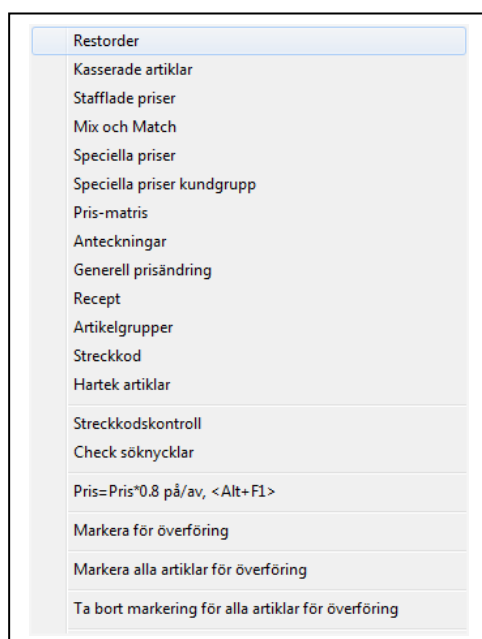 Restorder
Kasserade artiklar
Stafflade priser
Mix och Match
Speciella priser
Speciella priser kundgrupp
Pris-matris
Anteckningar
Generell prisändring
Recept
Artikelgrupper
Streckkod
Hartek artiklar
Streckkodskontroll
Check söknycklar
Pris=Pris*0.8 på/av, <Alt+F1>
Markera för överföring
Markera alla artiklar för överföring
Ta bort markering för alla artiklar för överföring